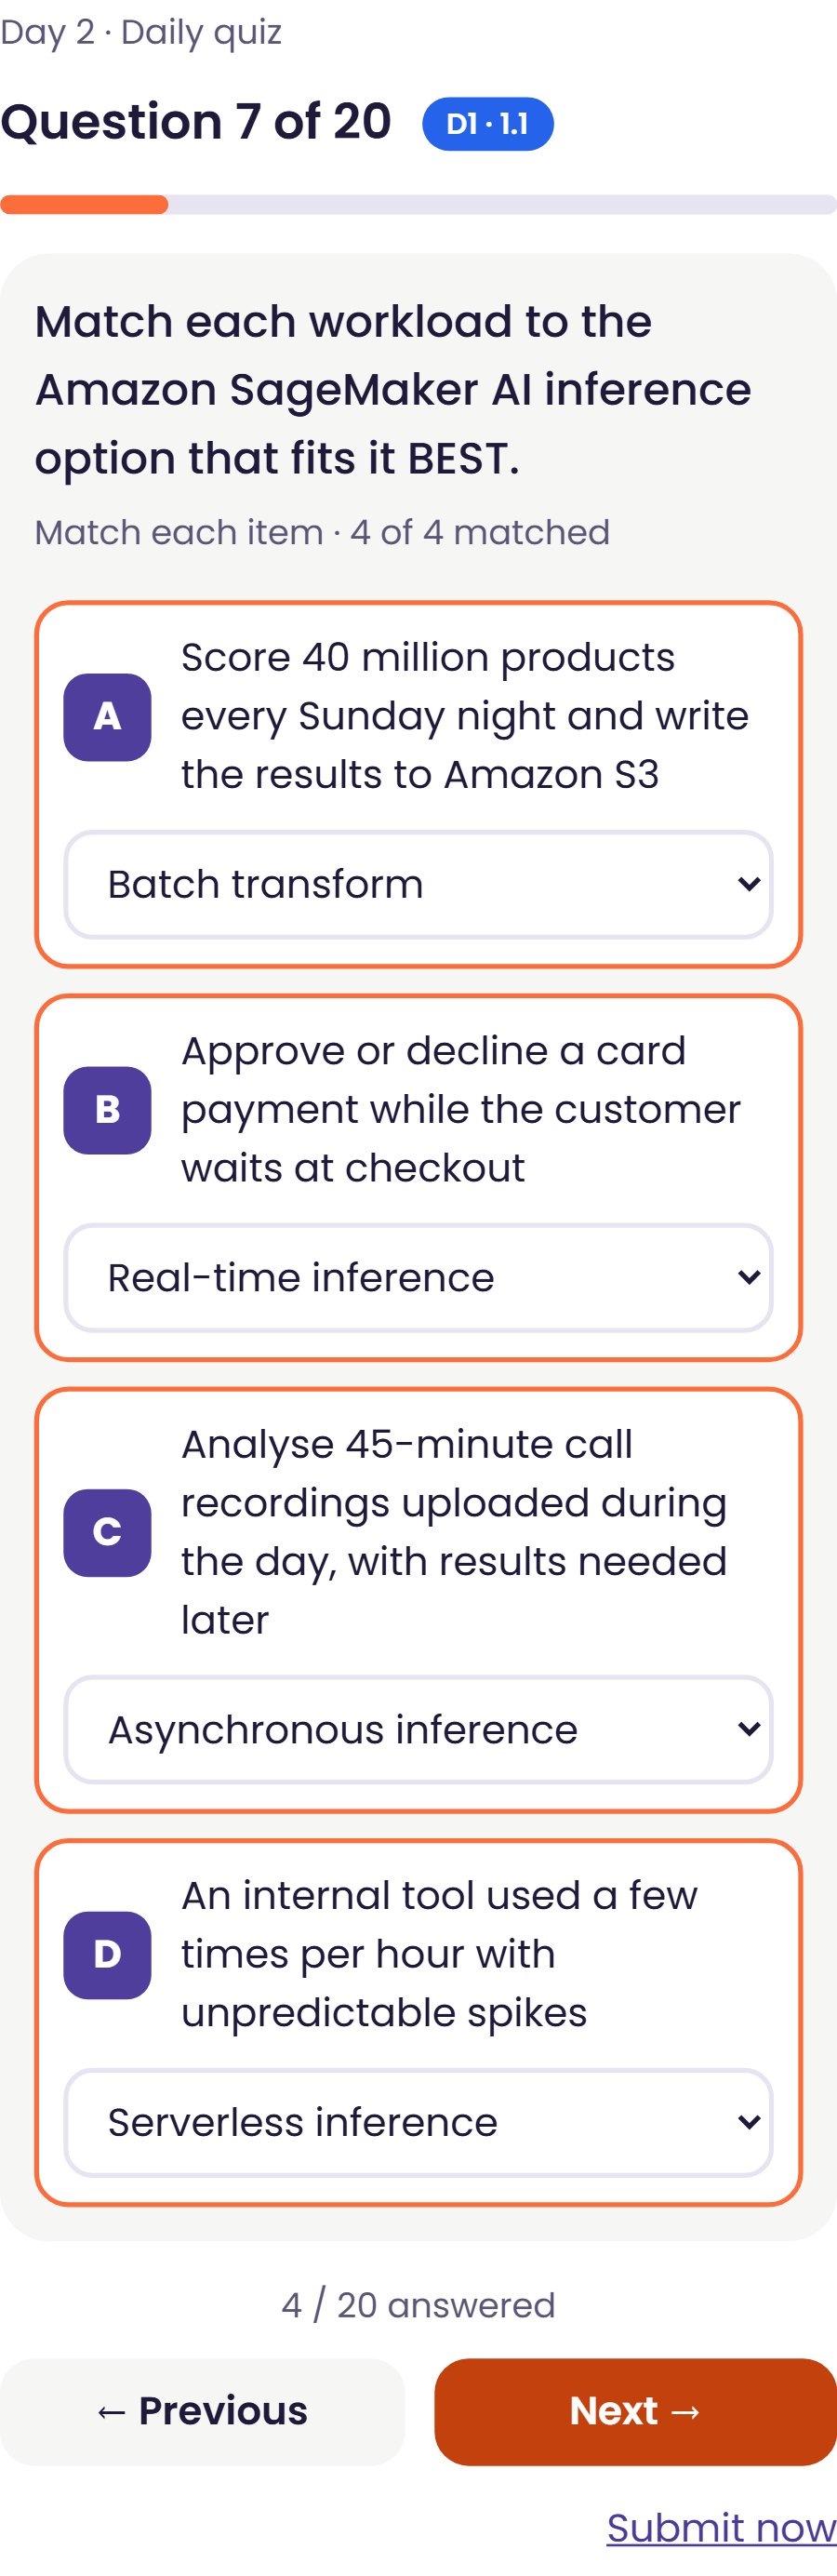 Day 2 · Daily quiz
Question 7 of 20 D1 · 1.1
Match each workload to the
Amazon SageMaker AI inference
option that fits it BEST.
Match each item · 4 of 4 matched
A
Score 40 million products
every Sunday night and write
the results to Amazon S3
Batch transform
B
Approve or decline a card
payment while the customer
waits at checkout
Real-time inference
C
Analyse 45-minute call
recordings uploaded during
the day, with results needed
later
Asynchronous inference
D
An internal tool used a few
times per hour with
unpredictable spikes
Serverless inference
4 / 20 answered
← Previous Next →
Submit now